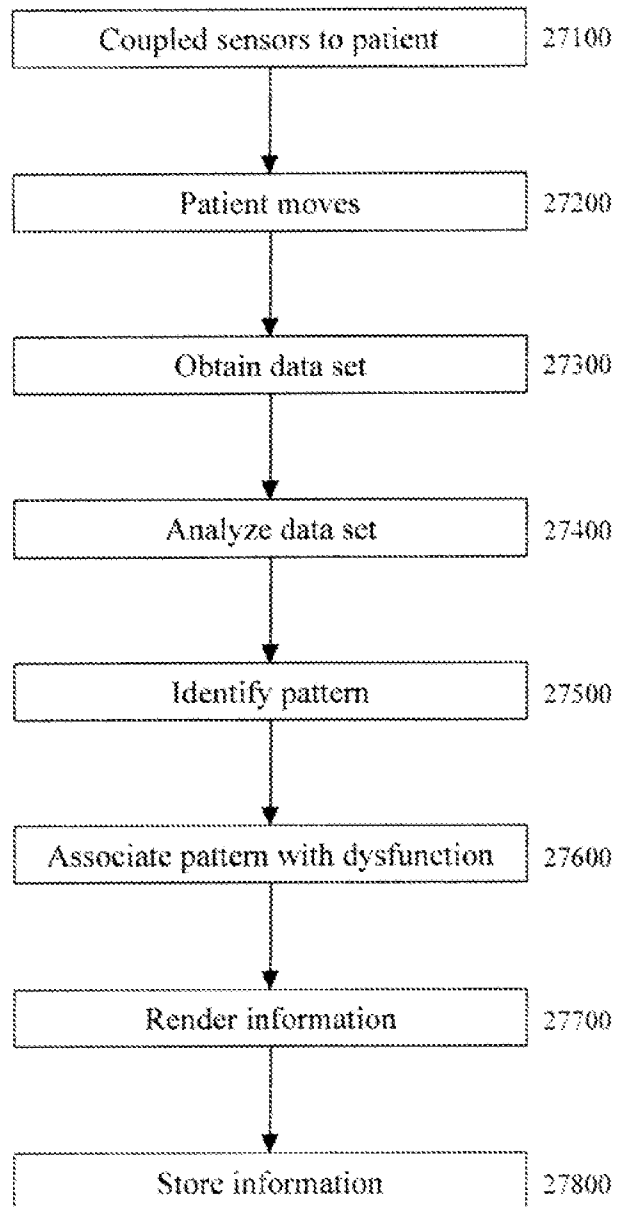 Coupled sensors to patient 27100
Patient moves 27200
Obtain data set 27300
Analyze data set 27400
Identify pattern 27500
Associate pattern with dysfunction 27600
Render information 27700
Store information 27800